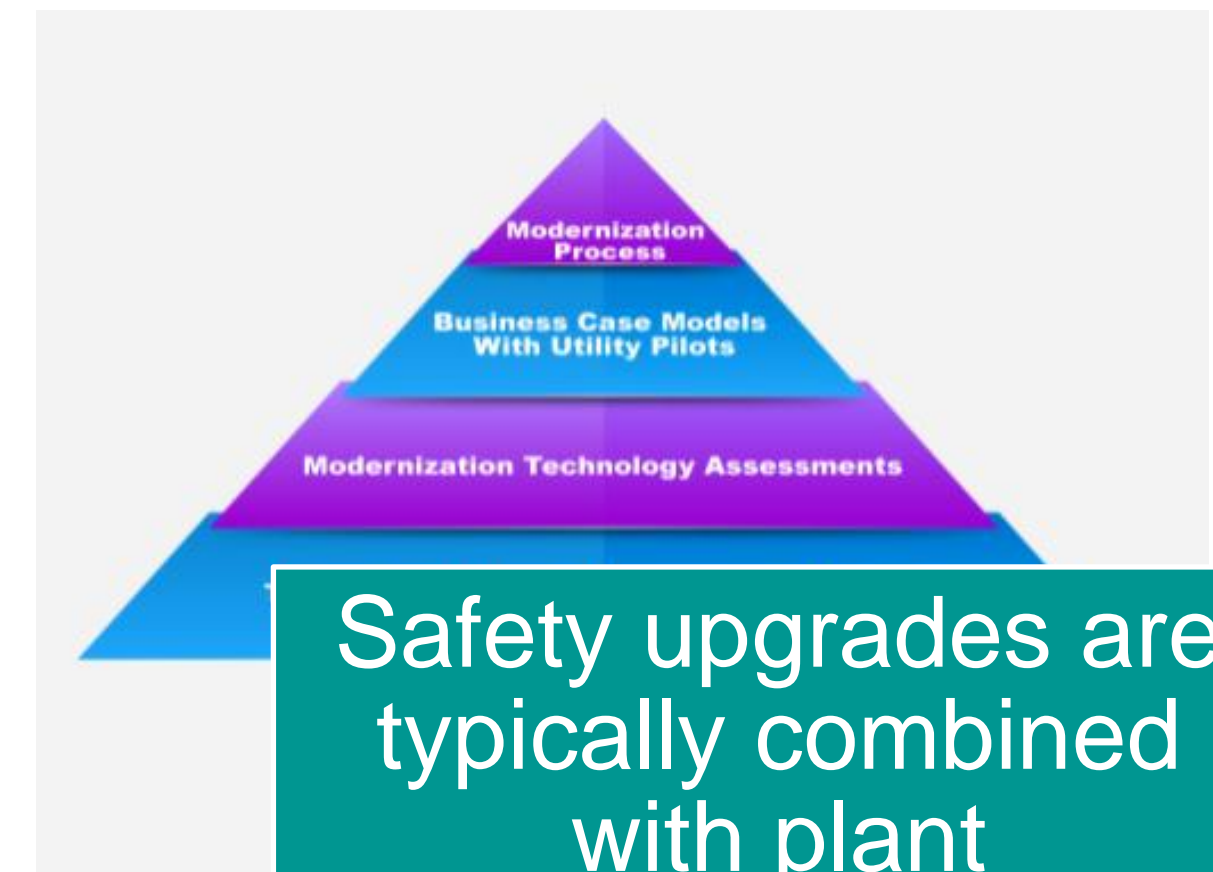 Modernization
Process
Business Case Models
With Utility Pilots
Modernization Technology Assessments
Safety upgrades are
typically combined
with plant